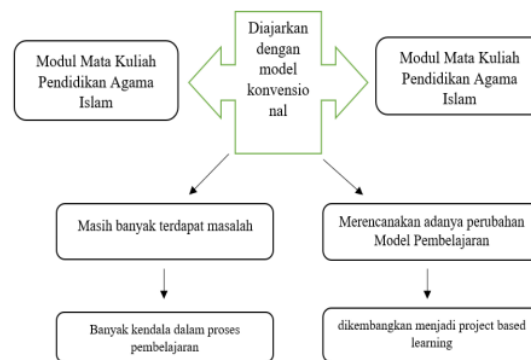 Modul Mata Kuliah
Pendidikan Agama
Islam
Diajarkan
dengan
model
konvensio
nal
Modul Mata Kuliah
Pendidikan Agama
Islam
Masih banyak terdapat masalah
Merencanakan adanya perubahan
Model Pembelajaran
Banyak kendala dalam proses
pembelajaran
dikembangkan menjadi project based
learning